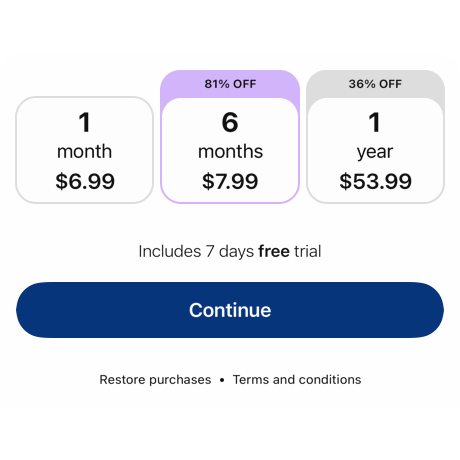 81% OFF
36% OFF
1
month
$6.99
6
months
$7.99
1
year
$53.99
Includes 7 days free trial
Continue
Restore purchases • Terms and conditions